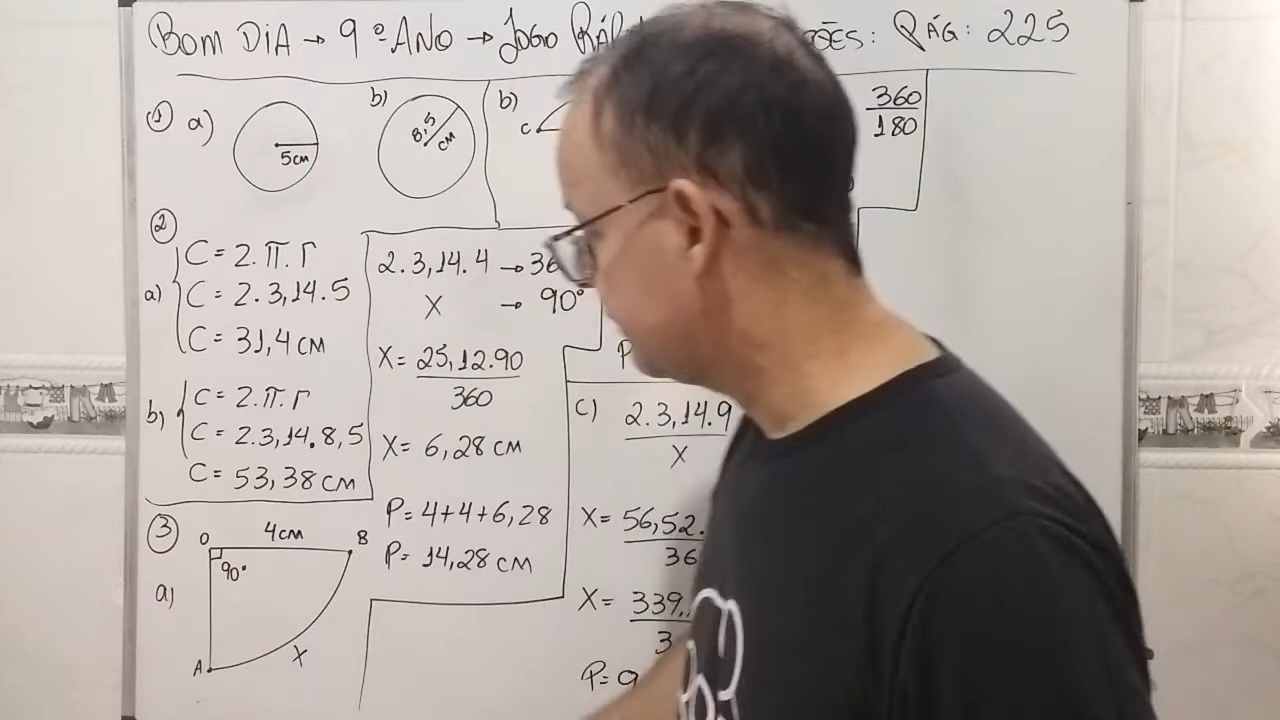 BOM DIA → 9º ANO → JOGO
ÕES: PÁG: 225
1 a)
5CM
b)
8,5 CM
b)
C
360
180
2
a) C = 2.π.r
C = 2.3,14.5
C = 31,4 CM
b) C = 2.π.r
C = 2.3,14.8,5
C = 53,38 CM
3
a)
O 4CM B
90°
A X
2.3,14.4 → 36
X → 90°
X = 25,12.90
360
X = 6,28 CM
P = 4+4+6,28
P = 14,28 CM
P
C) 2.3,14.9
X
X = 56,52.
36
X = 339,
3
P = 9